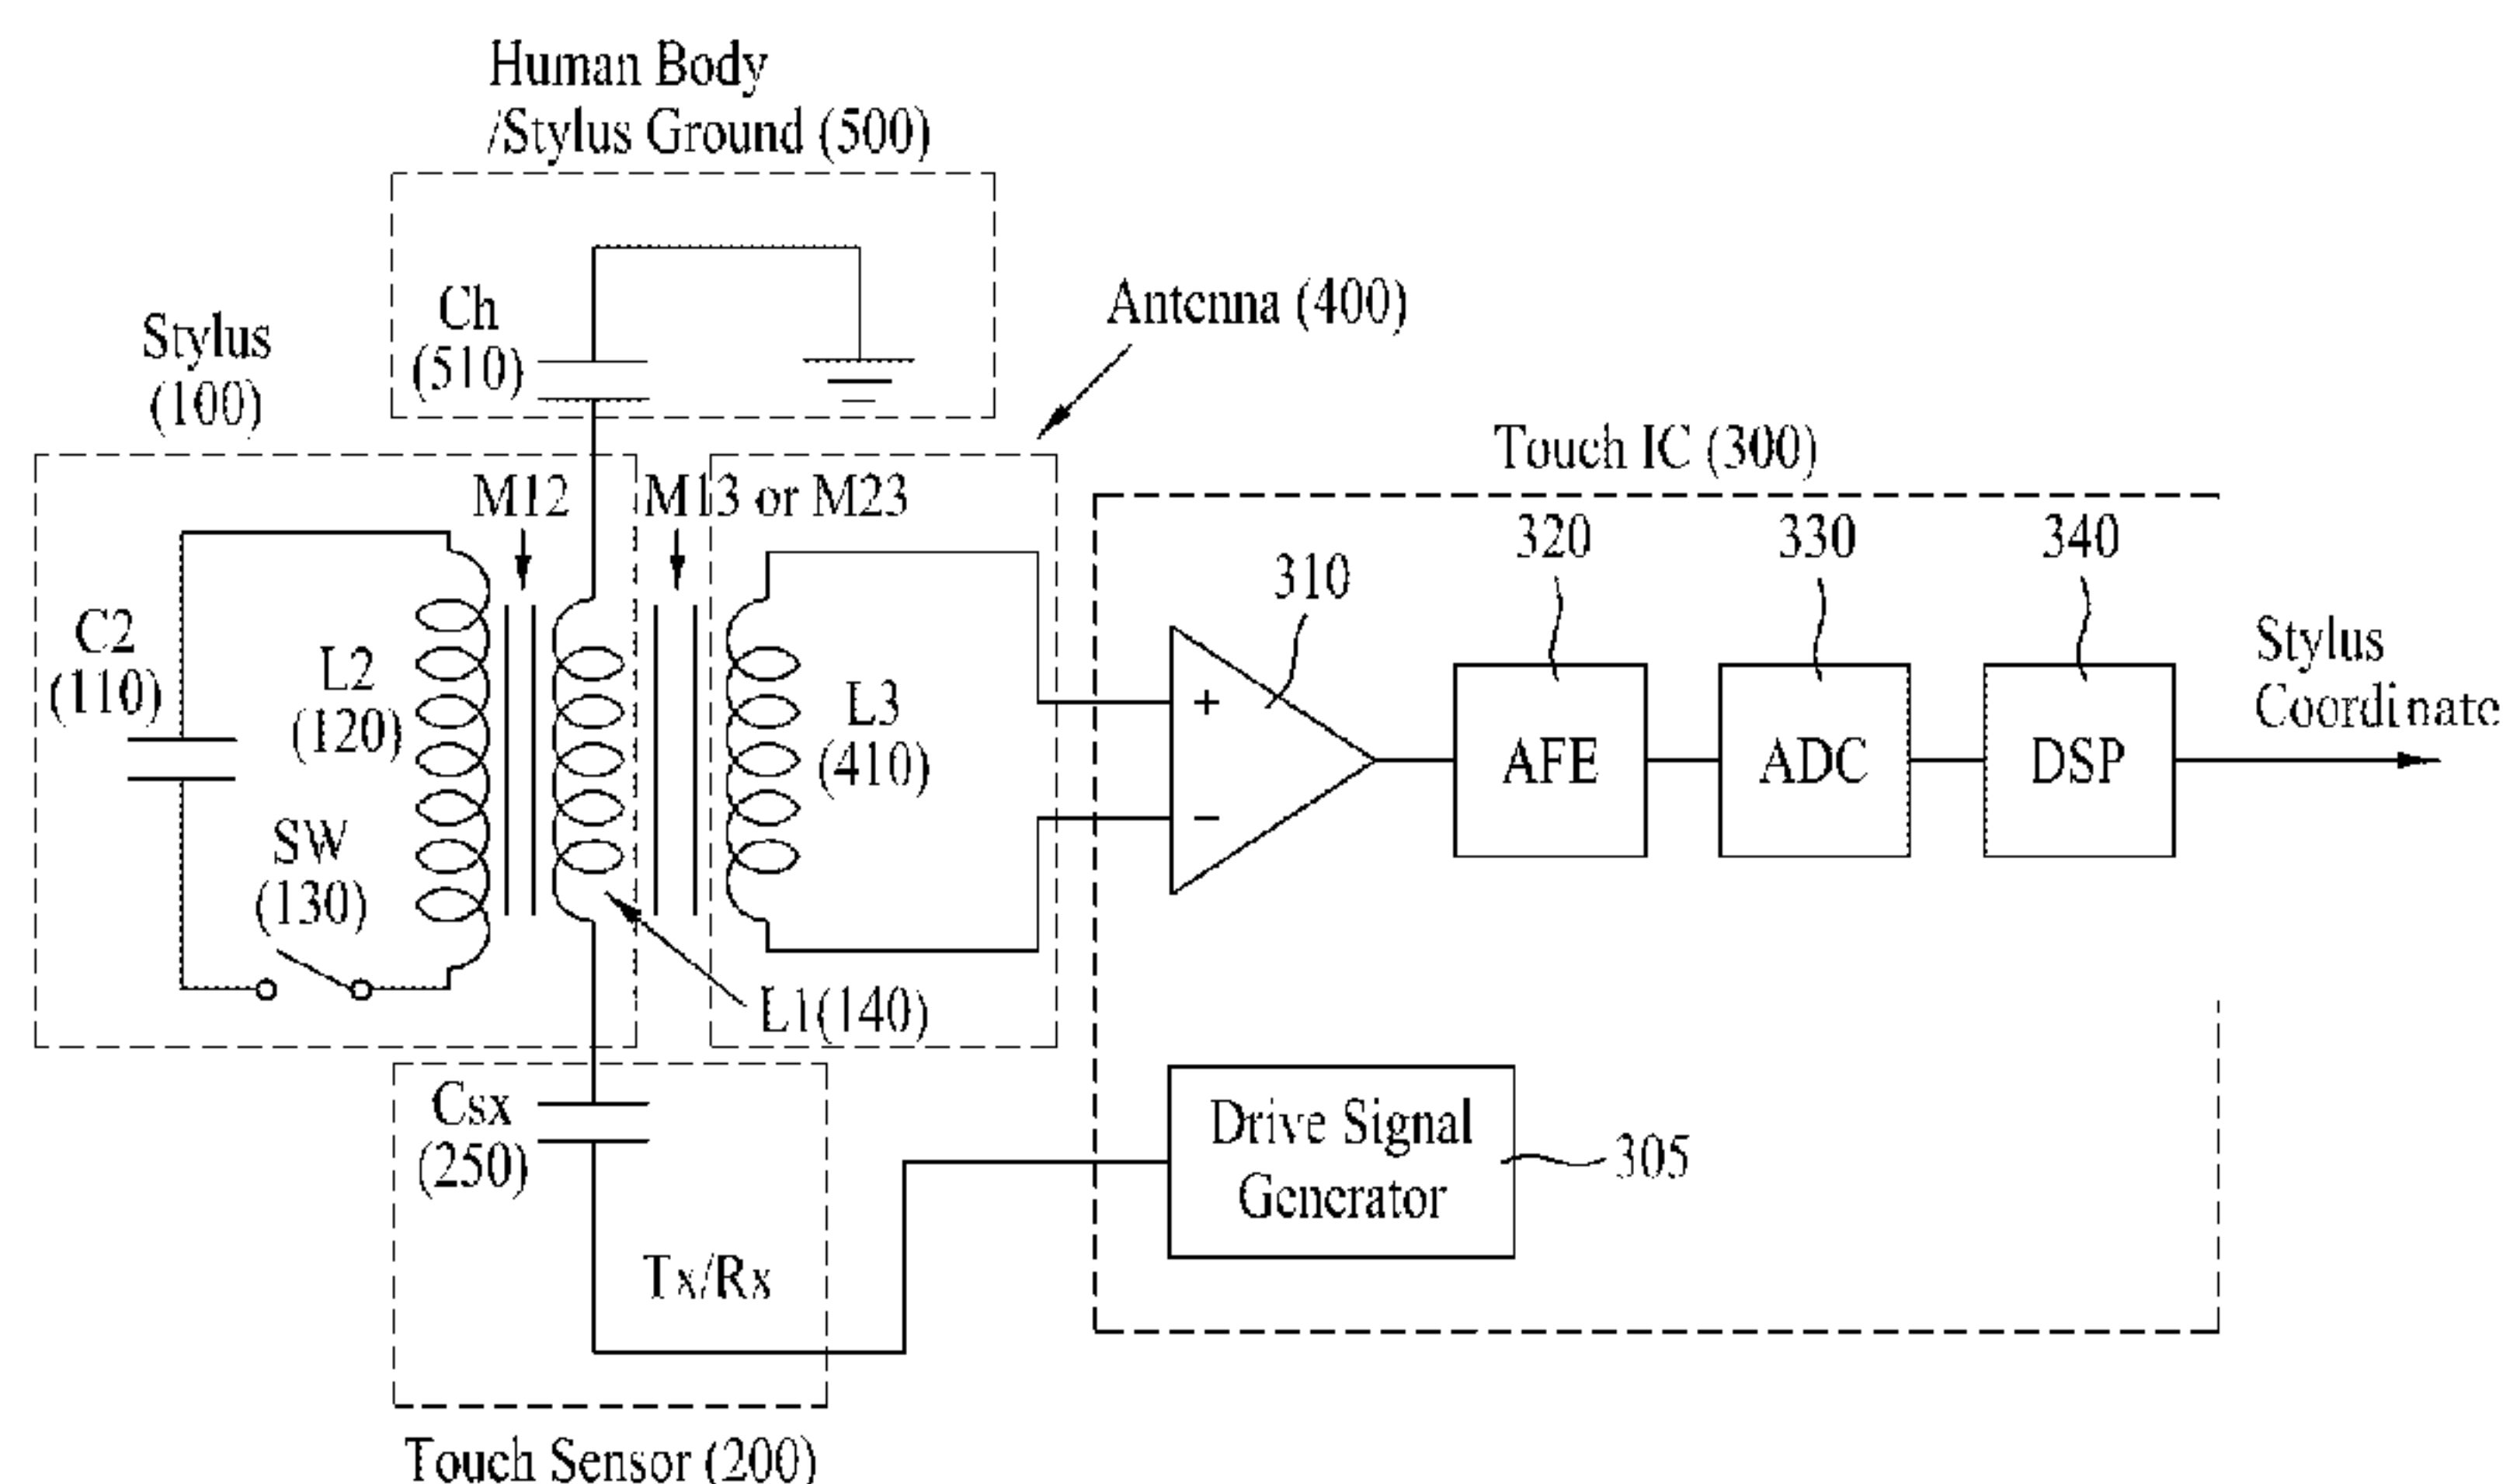 Human Body
/Stylus Ground (500)
Ch
(510)
Antenna (400)
Stylus
(100)
Touch IC (300)
M12
M13 or M23
320
330
340
310
C2
(110)
L2
(120)
L3
(410)
+
−
AFE
ADC
DSP
Stylus
Coordinate
SW
(130)
L1(140)
Csx
(250)
Drive Signal
Generator
305
Tx/Rx
Touch Sensor (200)